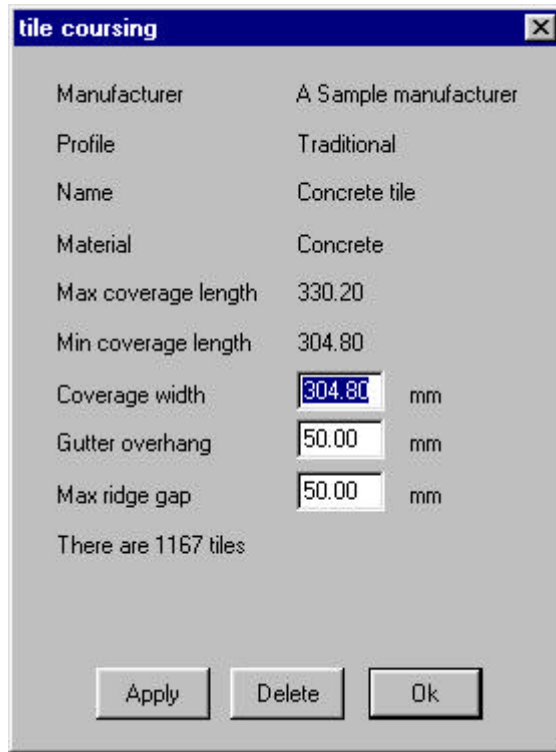 tile coursing
Manufacturer A Sample manufacturer
Profile Traditional
Name Concrete tile
Material Concrete
Max coverage length 330.20
Min coverage length 304.80
Coverage width 304.80 mm
Gutter overhang 50.00 mm
Max ridge gap 50.00 mm
There are 1167 tiles
Apply Delete Ok